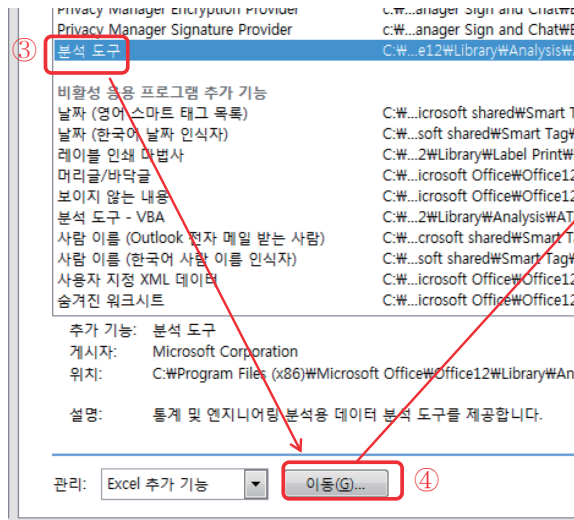 Privacy Manager Encryption Provider c:₩...anager Sign and Chat₩E
Privacy Manager Signature Provider c:₩...anager Sign and Chat₩E
③ 분석 도구 C:₩...e12₩Library₩Analysis₩
비활성 응용 프로그램 추가 기능
날짜 (영어 스마트 태그 목록) C:₩...icrosoft shared₩Smart T
날짜 (한국어 날짜 인식자) C:₩...soft shared₩Smart Tag₩
레이블 인쇄 마법사 C:₩...2₩Library₩Label Print₩
머리글/바닥글 C:₩...icrosoft Office₩Office12
보이지 않는 내용 C:₩...icrosoft Office₩Office12
분석 도구 - VBA C:₩...2₩Library₩Analysis₩AT
사람 이름 (Outlook 전자 메일 받는 사람) C:₩...crosoft shared₩Smart T
사람 이름 (한국어 사람 이름 인식자) C:₩...soft shared₩Smart Tag₩
사용자 지정 XML 데이터 C:₩...icrosoft Office₩Office12
숨겨진 워크시트 C:₩...icrosoft Office₩Office12
추가 기능: 분석 도구
게시자: Microsoft Corporation
위치: C:₩Program Files (x86)₩Microsoft Office₩Office12₩Library₩An
설명: 통계 및 엔지니어링 분석용 데이터 분석 도구를 제공합니다.
관리: Excel 추가 기능 이동(G)... ④